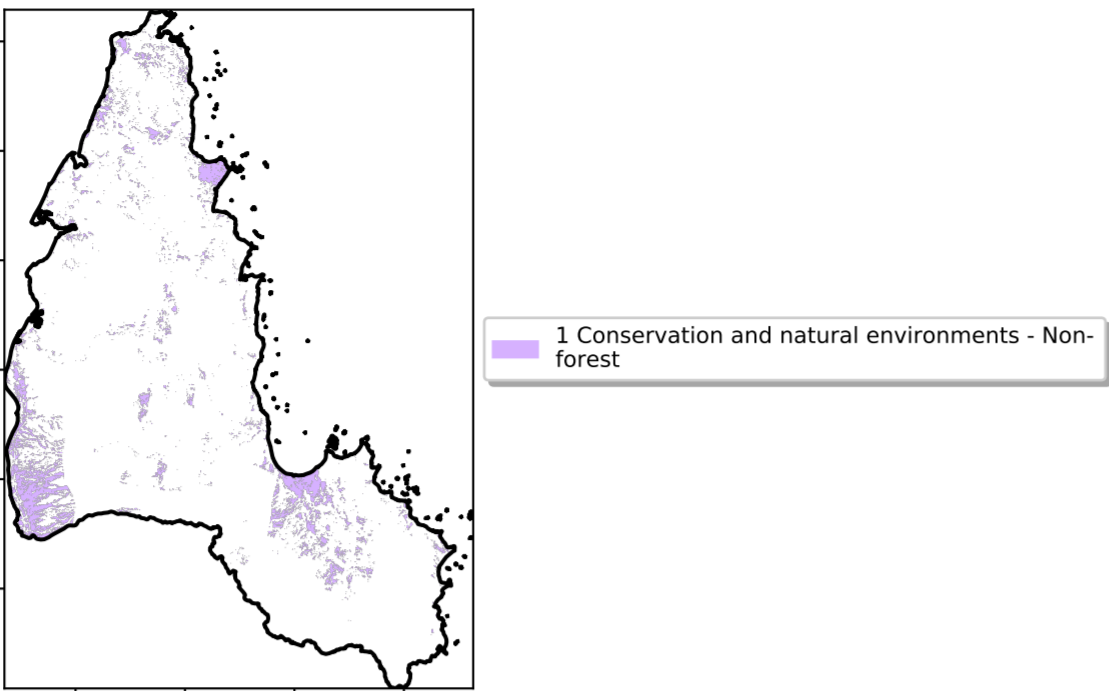 1 Conservation and natural environments - Non-
forest